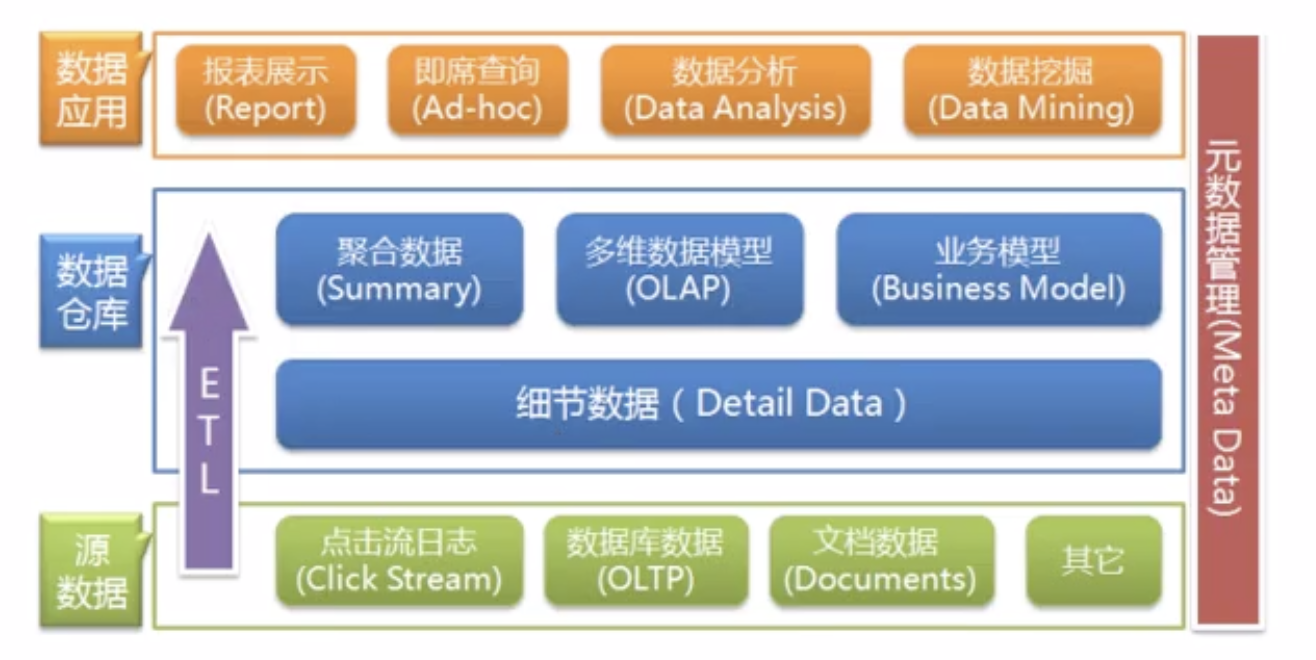 数据
应用
报表展示
(Report)
即席查询
(Ad-hoc)
数据分析
(Data Analysis)
数据挖掘
(Data Mining)
数据
仓库
聚合数据
(Summary)
多维数据模型
(OLAP)
业务模型
(Business Model)
细节数据（Detail Data）
E
T
L
源
数据
点击流日志
(Click Stream)
数据库数据
(OLTP)
文档数据
(Documents)
其它
元数据管理(Meta Data)